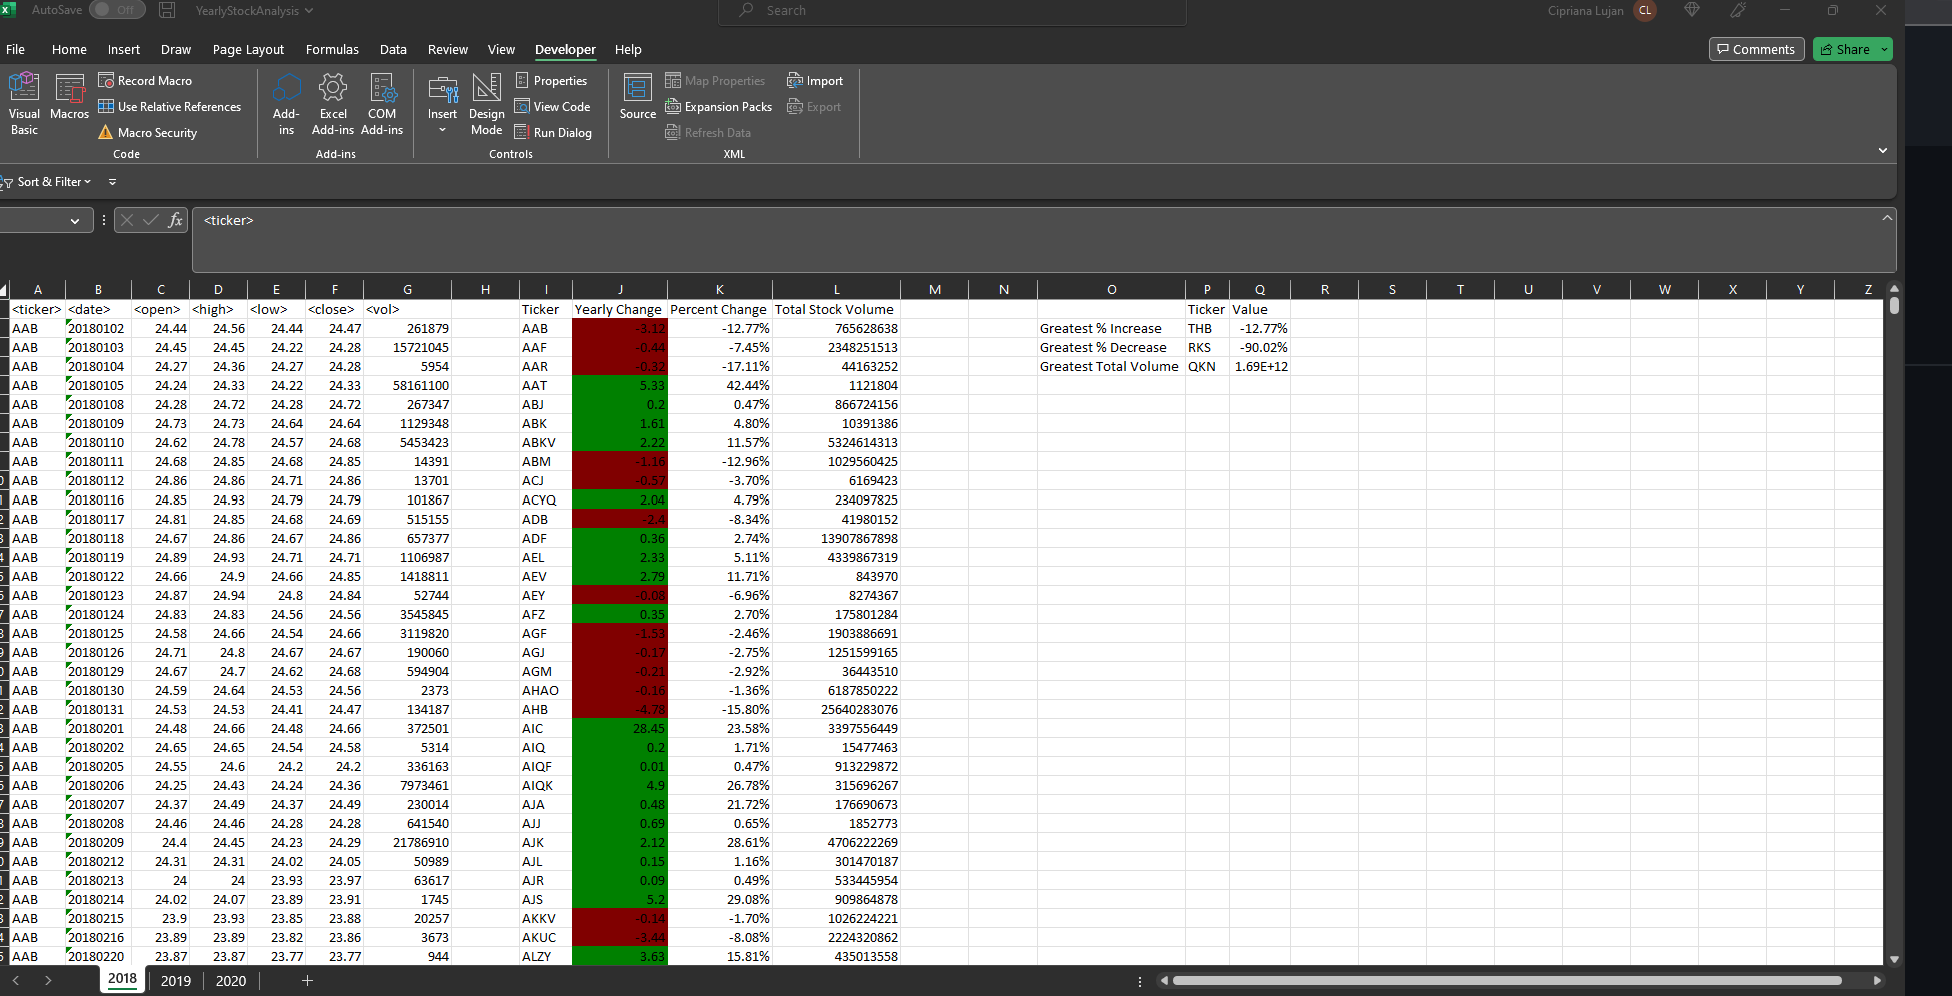 AutoSave Off YearlyStockAnalysis Search Cipriana Lujan CL
File Home Insert Draw Page Layout Formulas Data Review View Developer Help Comments Share
Visual Basic
Macros
Record Macro
Use Relative References
Macro Security
Code
Add-ins
Excel Add-ins
COM Add-ins
Add-ins
Insert
Design Mode
Properties
View Code
Run Dialog
Controls
Source
Map Properties
Expansion Packs
Refresh Data
Import
Export
XML
Sort & Filter
fx <ticker>
A B C D E F G H I J K L M N O P Q R S T U V W X Y Z
<ticker> <date> <open> <high> <low> <close> <vol> Ticker Yearly Change Percent Change Total Stock Volume Ticker Value
AAB 20180102 24.44 24.56 24.44 24.47 261879 AAB -3.12 -12.77% 765628638 Greatest % Increase THB -12.77%
AAB 20180103 24.45 24.45 24.22 24.28 15721045 AAF -0.44 -7.45% 2348251513 Greatest % Decrease RKS -90.02%
AAB 20180104 24.27 24.36 24.27 24.28 5954 AAR -0.32 -17.11% 44163252 Greatest Total Volume QKN 1.69E+12
AAB 20180105 24.24 24.33 24.22 24.33 58161100 AAT 5.33 42.44% 1121804
AAB 20180108 24.28 24.72 24.28 24.72 267347 ABJ 0.2 0.47% 866724156
AAB 20180109 24.73 24.73 24.64 24.64 1129348 ABK 1.61 4.80% 10391386
AAB 20180110 24.62 24.78 24.57 24.68 5453423 ABKV 2.22 11.57% 5324614313
AAB 20180111 24.68 24.85 24.68 24.85 14391 ABM -1.16 -12.96% 1029560425
AAB 20180112 24.86 24.86 24.71 24.86 13701 ACJ -0.57 -3.70% 6169423
AAB 20180116 24.85 24.93 24.79 24.79 101867 ACYQ 2.04 4.79% 234097825
AAB 20180117 24.81 24.85 24.68 24.69 515155 ADB -2.4 -8.34% 41980152
AAB 20180118 24.67 24.86 24.67 24.86 657377 ADF 0.36 2.74% 13907867898
AAB 20180119 24.89 24.93 24.71 24.71 1106987 AEL 2.33 5.11% 4339867319
AAB 20180122 24.66 24.9 24.66 24.85 1418811 AEV 2.79 11.71% 843970
AAB 20180123 24.87 24.94 24.8 24.84 52744 AEY -0.08 -6.96% 8274367
AAB 20180124 24.83 24.83 24.56 24.56 3545845 AFZ 0.35 2.70% 175801284
AAB 20180125 24.58 24.66 24.54 24.66 3119820 AGF -1.53 -2.46% 1903886691
AAB 20180126 24.71 24.8 24.67 24.67 190060 AGJ -0.17 -2.75% 1251599165
AAB 20180129 24.67 24.7 24.62 24.68 594904 AGM -0.21 -2.92% 36443510
AAB 20180130 24.59 24.64 24.53 24.56 2373 AHAO -0.16 -1.36% 6187850222
AAB 20180131 24.53 24.53 24.41 24.47 134187 AHB -4.78 -15.80% 25640283076
AAB 20180201 24.48 24.66 24.48 24.66 372501 AIC 28.45 23.58% 3397556449
AAB 20180202 24.65 24.65 24.54 24.58 5314 AIQ 0.2 1.71% 15477463
AAB 20180205 24.55 24.6 24.2 24.2 336163 AIQF 0.01 0.47% 913229872
AAB 20180206 24.25 24.43 24.24 24.36 7973461 AIQK 4.9 26.78% 315696267
AAB 20180207 24.37 24.49 24.37 24.49 230014 AJA 0.48 21.72% 176690673
AAB 20180208 24.46 24.46 24.28 24.28 641540 AJJ 0.69 0.65% 1852773
AAB 20180209 24.4 24.45 24.23 24.29 21786910 AJK 2.12 28.61% 4706222269
AAB 20180212 24.31 24.31 24.02 24.05 50989 AJL 0.15 1.16% 301470187
AAB 20180213 24 24 23.93 23.97 63617 AJR 0.09 0.49% 533445954
AAB 20180214 24.02 24.07 23.89 23.91 1745 AJS 5.2 29.08% 909864878
AAB 20180215 23.9 23.93 23.85 23.88 20257 AKKV -0.14 -1.70% 1026224221
AAB 20180216 23.89 23.89 23.82 23.86 3673 AKUC -3.44 -8.08% 2224320862
AAB 20180220 23.87 23.87 23.77 23.77 944 ALZY 3.63 15.81% 435013558
2018 2019 2020